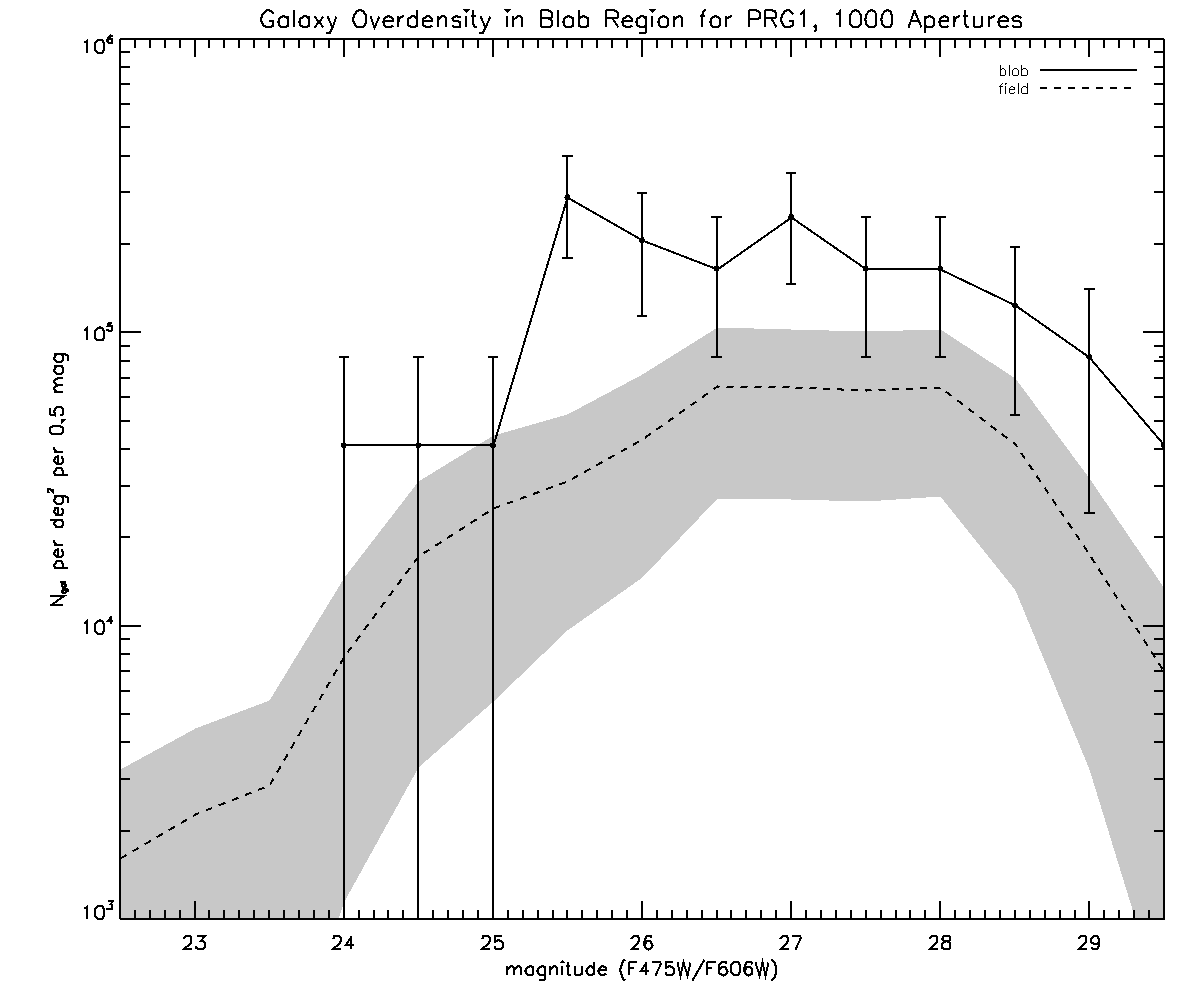 Galaxy Overdensity in Blob Region for PRG1, 1000 Apertures
blob
field
10⁶
10⁵
10⁴
10³
N_gal per deg² per 0.5 mag
23 24 25 26 27 28 29
magnitude (F475W/F606W)